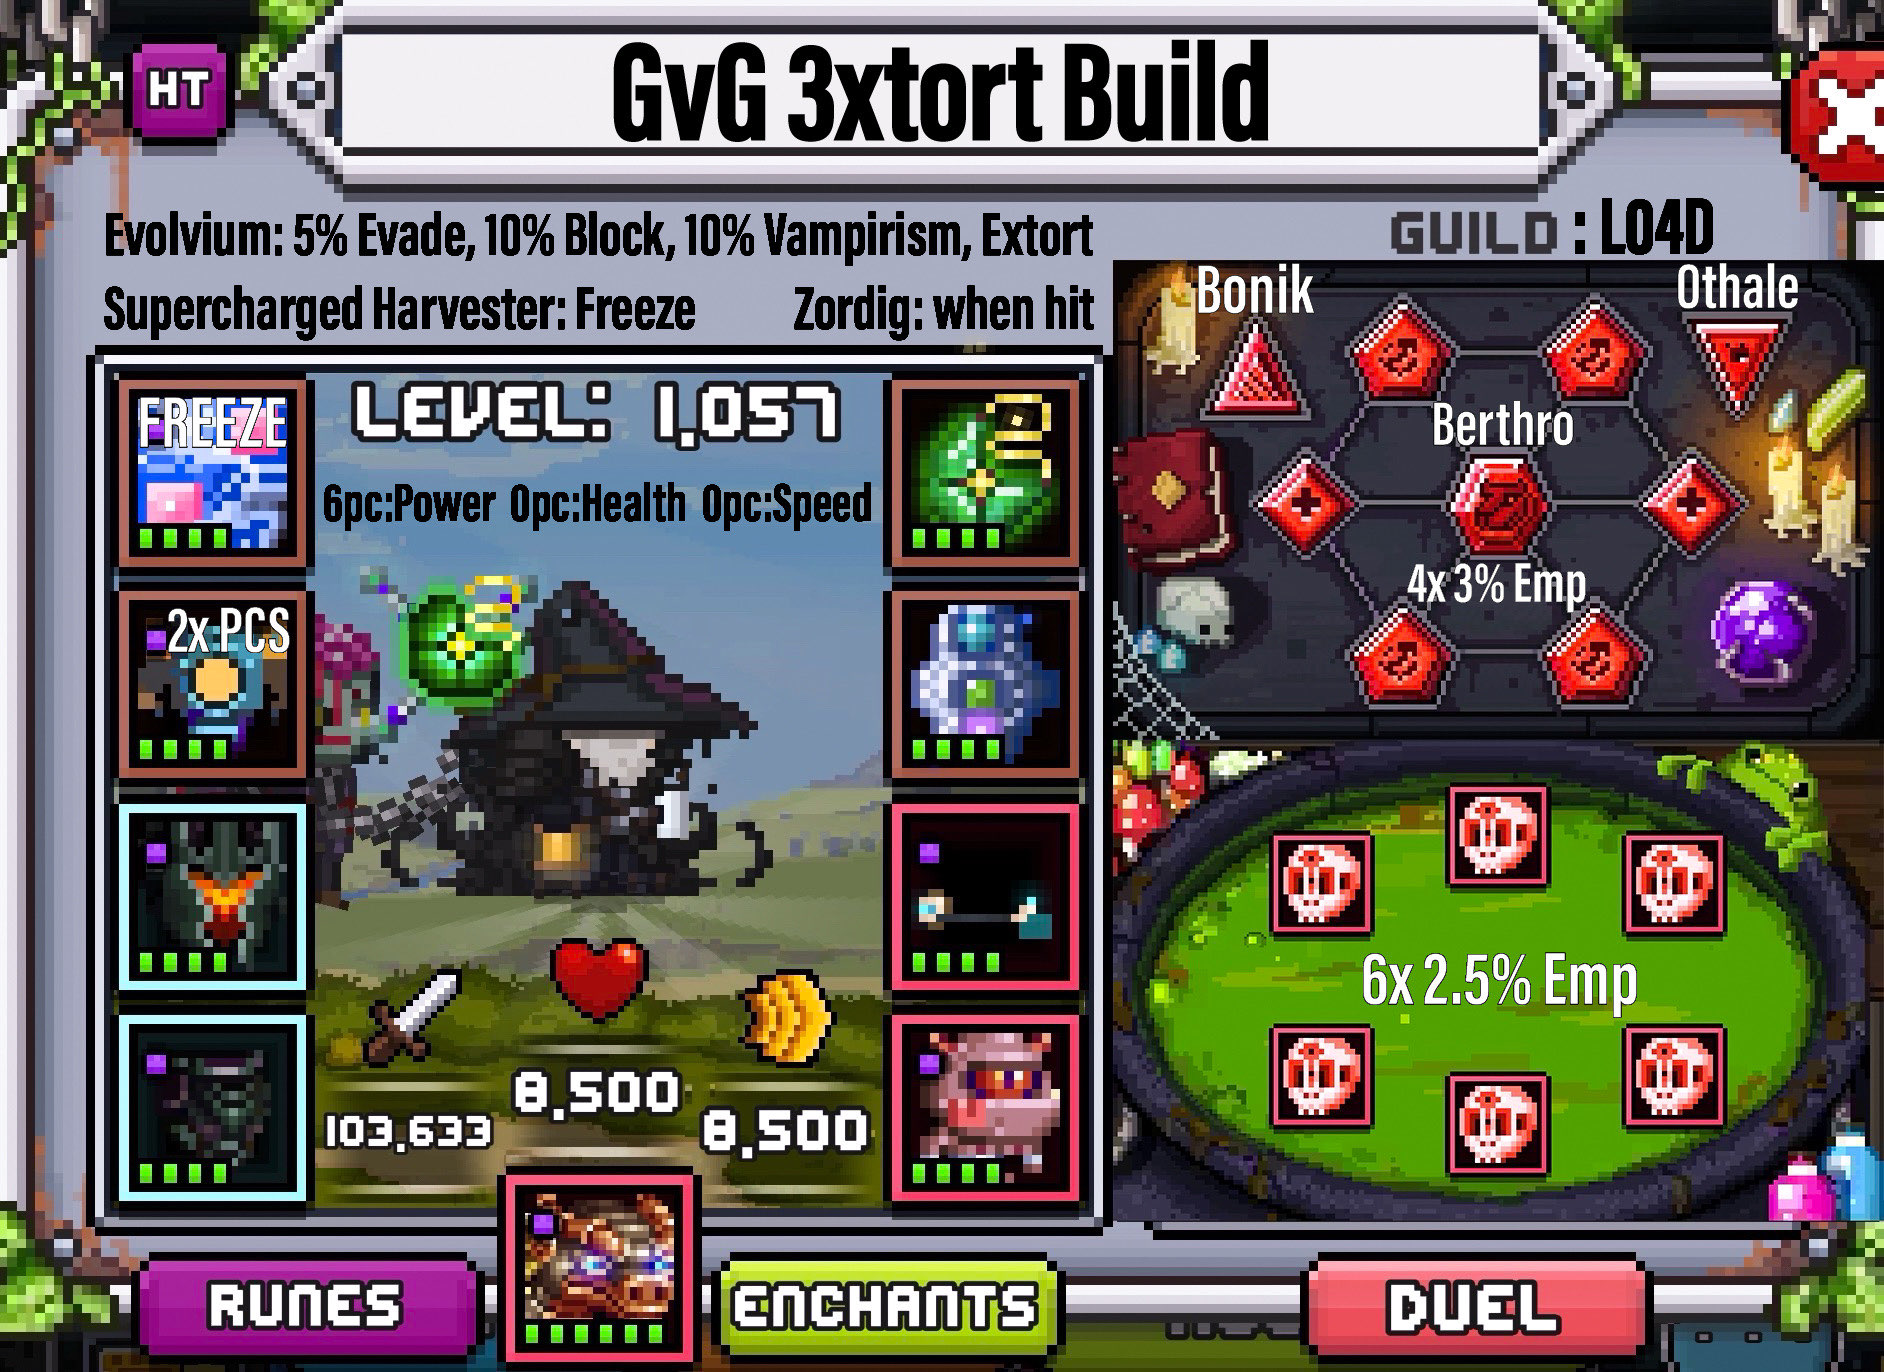 HT
GvG 3xtort Build
Evolvium: 5% Evade, 10% Block, 10% Vampirism, Extort
GUILD : L04D
Supercharged Harvester: Freeze Zordig: when hit
Bonik
Othale
FREEZE
LEVEL: 1,057
Berthro
6pc:Power 0pc:Health 0pc:Speed
4x 3% Emp
2x PCS
6x 2.5% Emp
103,633
8,500
8,500
RUNES
ENCHANTS
DUEL